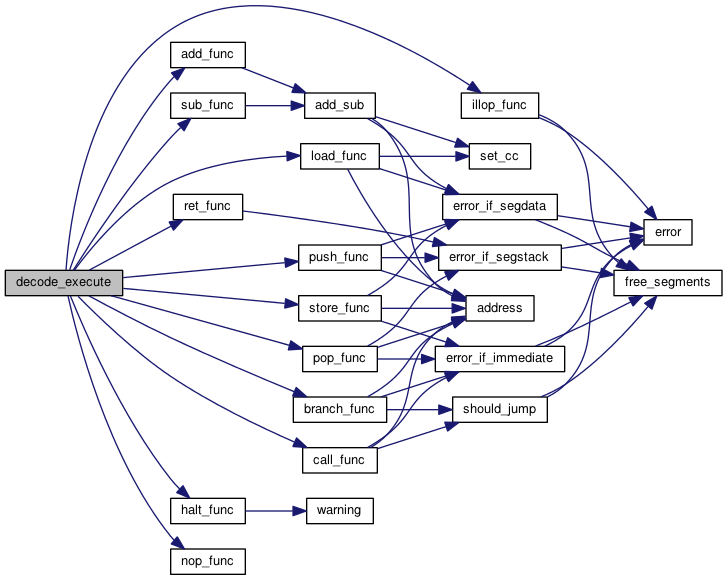 add_func
sub_func
add_sub
illop_func
load_func
set_cc
ret_func
error_if_segdata
error
push_func
error_if_segstack
decode_execute
free_segments
store_func
address
pop_func
error_if_immediate
branch_func
should_jump
call_func
halt_func
warning
nop_func